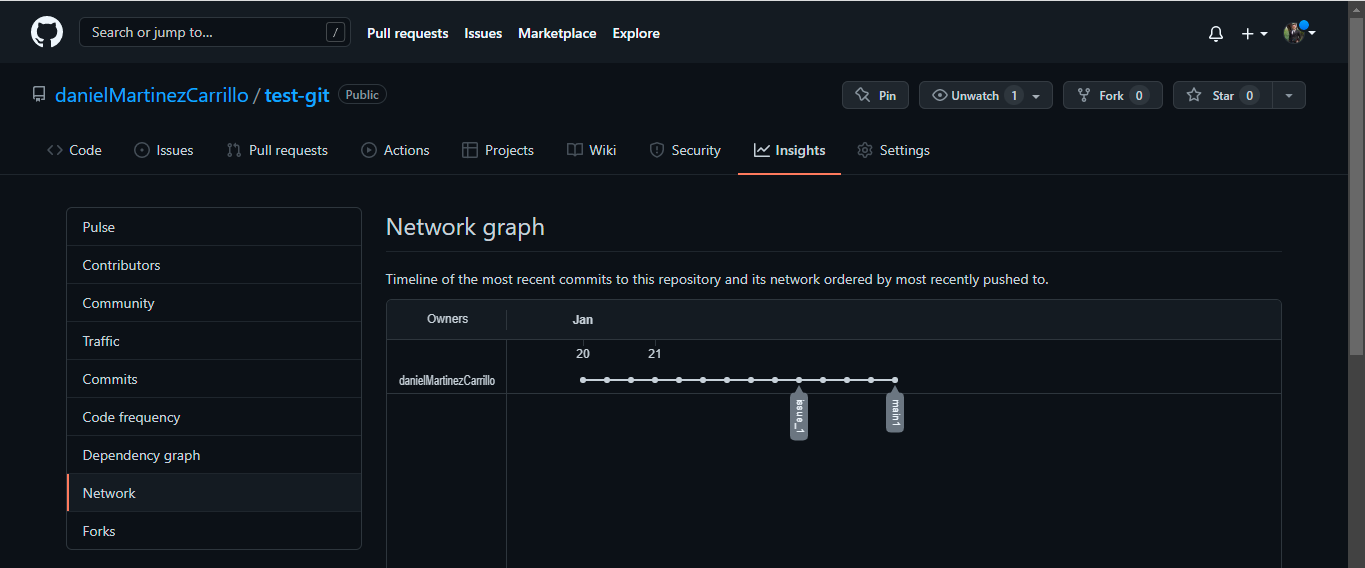 Search or jump to... /
Pull requests Issues Marketplace Explore
danielMartinezCarrillo / test-git Public
Pin Unwatch 1 Fork 0 Star 0
Code Issues Pull requests Actions Projects Wiki Security Insights Settings
Pulse
Contributors
Community
Traffic
Commits
Code frequency
Dependency graph
Network
Forks
Network graph
Timeline of the most recent commits to this repository and its network ordered by most recently pushed to.
Owners Jan
20 21
danielMartinezCarrillo
issue_1
main1